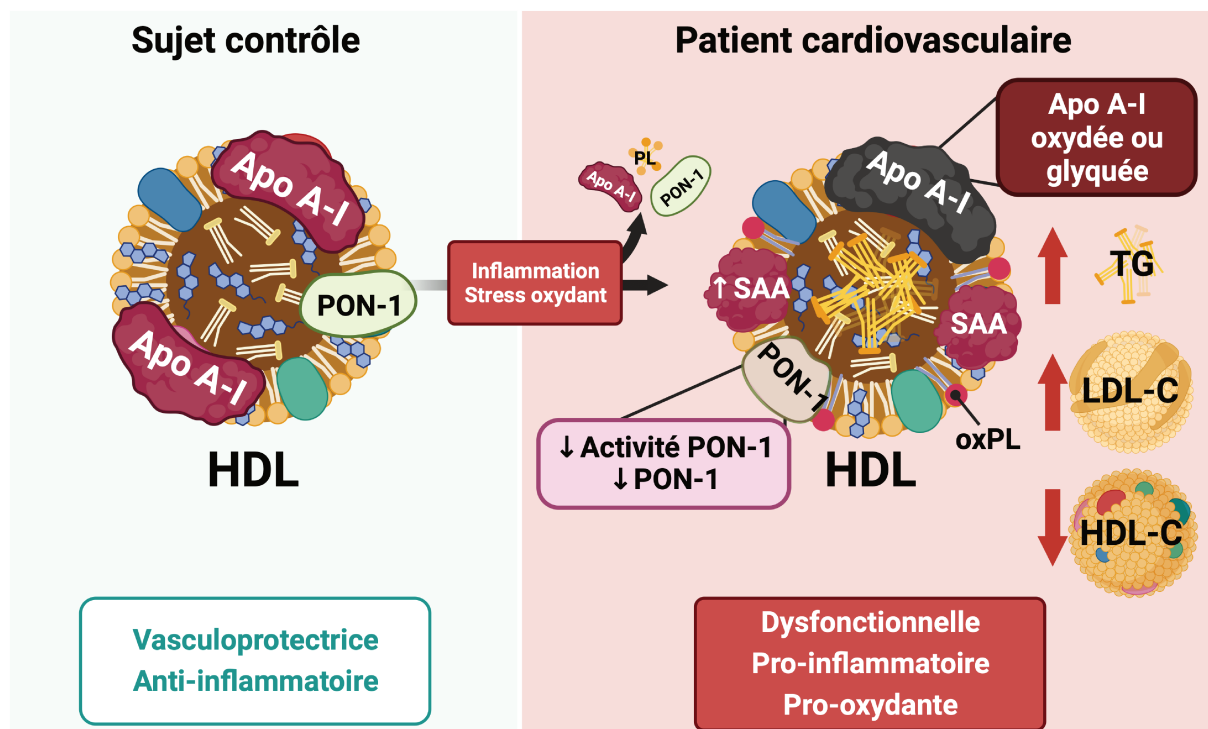 Sujet contrôle
Apo A-I
PON-1
Apo A-I
HDL
Vasculoprotectrice
Anti-inflammatoire
Inflammation
Stress oxydant
Apo A-I
PL
PON-1
Patient cardiovasculaire
Apo A-I
oxydée ou
glyquée
Apo A-I
↑ SAA
SAA
PON-1
oxPL
↓ Activité PON-1
↓ PON-1
HDL
TG
LDL-C
HDL-C
Dysfonctionnelle
Pro-inflammatoire
Pro-oxydante